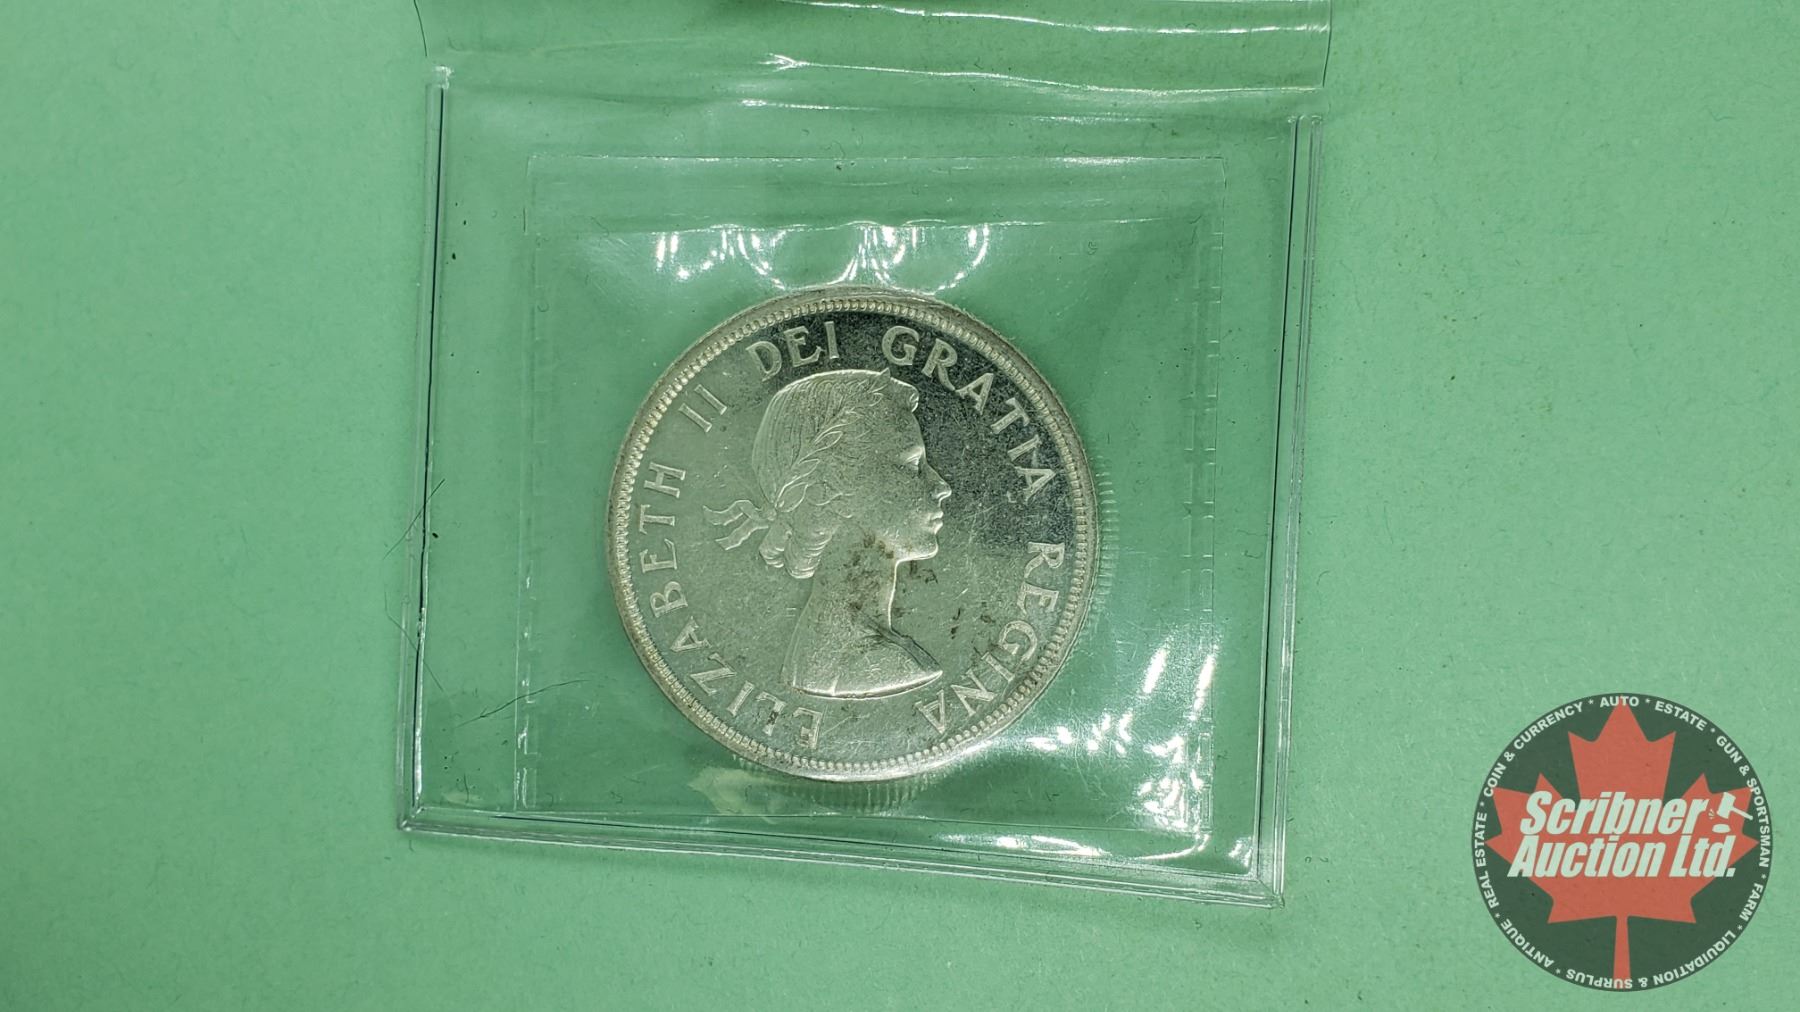 ELIZABETH II DEI GRATIA REGINA
COIN & CURRENCY * AUTO * ESTATE * GUN & SPORTSMAN * FARM * LIQUIDATION & SURPLUS * ANTIQUE * REAL ESTATE *
Scribner
Auction Ltd.